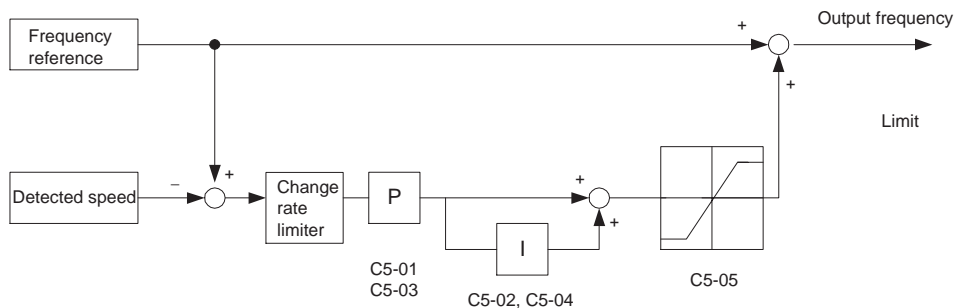 Output frequency
Frequency
reference
+
+
Limit
Detected speed
−
+
Change
rate
limiter
P
+
+
I
C5-01
C5-03
C5-02, C5-04
C5-05